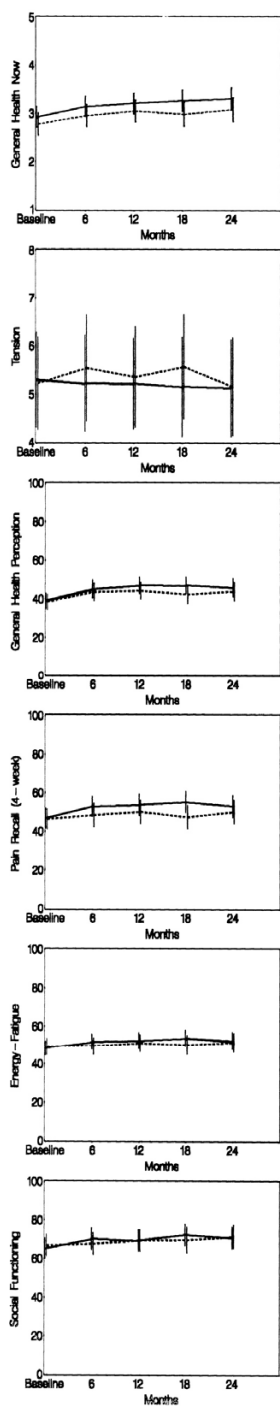 General Health Now
5
4
3
2
1
Baseline 6 12 18 24
Months
Tension
8
7
6
5
4
Baseline 6 12 18 24
Months
General Health Perception
100
80
60
40
20
0
Baseline 6 12 18 24
Months
Pain Recall (4-week)
100
80
60
40
20
0
Baseline 6 12 18 24
Months
Energy-Fatigue
100
80
60
40
20
0
Baseline 6 12 18 24
Months
Social Functioning
100
80
60
40
20
0
Baseline 6 12 18 24
Months